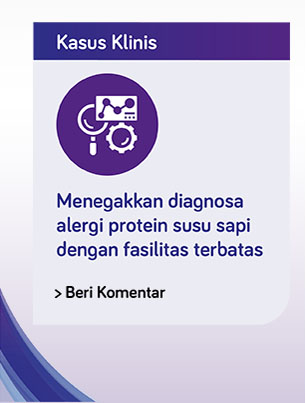 Kasus Klinis
Menegakkan diagnosa
alergi protein susu sapi
dengan fasilitas terbatas
> Beri Komentar